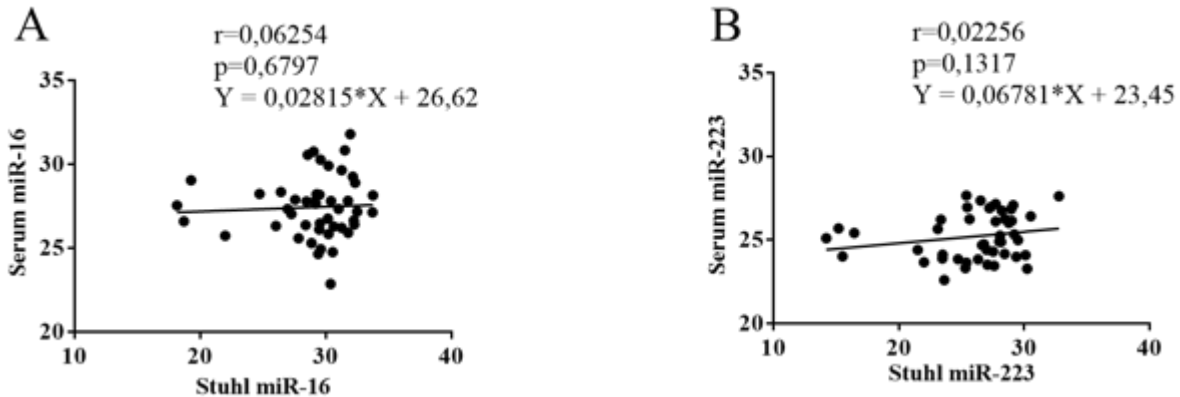 A
r=0,06254
p=0,6797
Y = 0,02815*X + 26,62
35
30
25
20
Serum miR-16
10
20
30
40
Stuhl miR-16
B
r=0,02256
p=0,1317
Y = 0,06781*X + 23,45
35
30
25
20
Serum miR-223
10
20
30
40
Stuhl miR-223